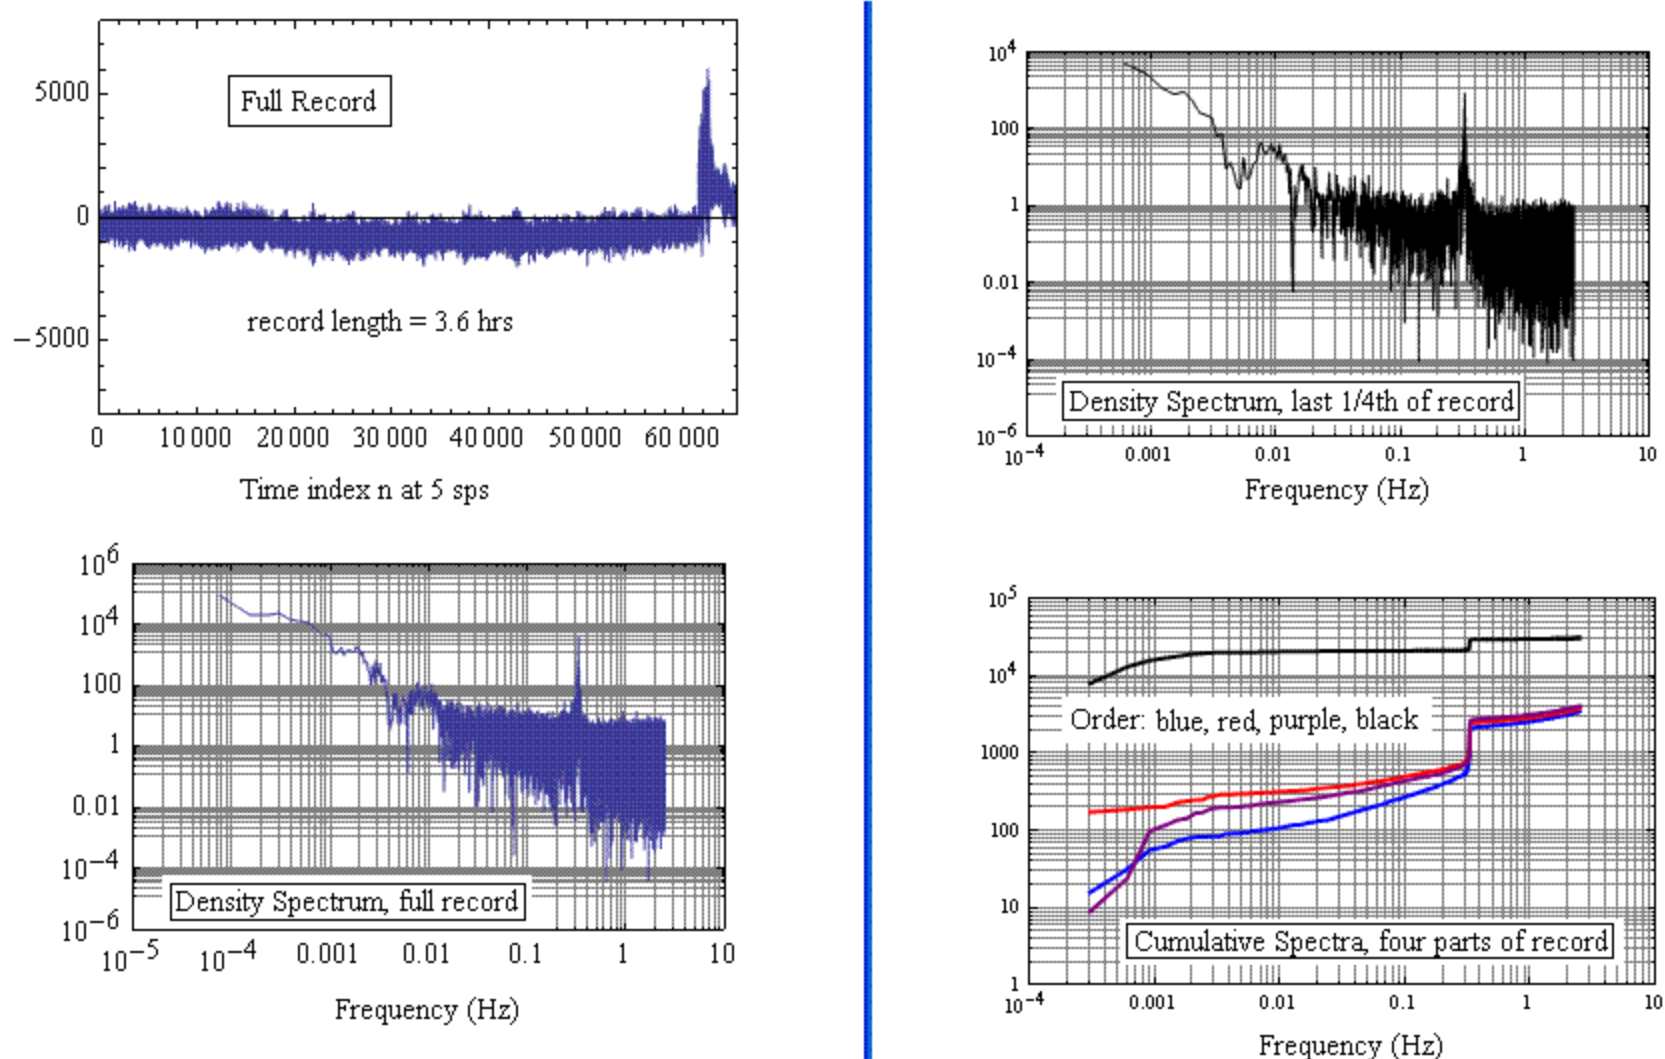 5000
Full Record
0
record length = 3.6 hrs
−5000
0 10 000 20 000 30 000 40 000 50 000 60 000
Time index n at 5 sps
10^6
10^4
100
1
0.01
10^−4
Density Spectrum, full record
10^−6
10^−5 10^−4 0.001 0.01 0.1 1 10
Frequency (Hz)
10^4
100
1
0.01
10^−4
Density Spectrum, last 1/4th of record
10^−6
10^−4 0.001 0.01 0.1 1 10
Frequency (Hz)
10^5
10^4
Order: blue, red, purple, black
1000
100
10
Cumulative Spectra, four parts of record
1
10^−4 0.001 0.01 0.1 1 10
Frequency (Hz)